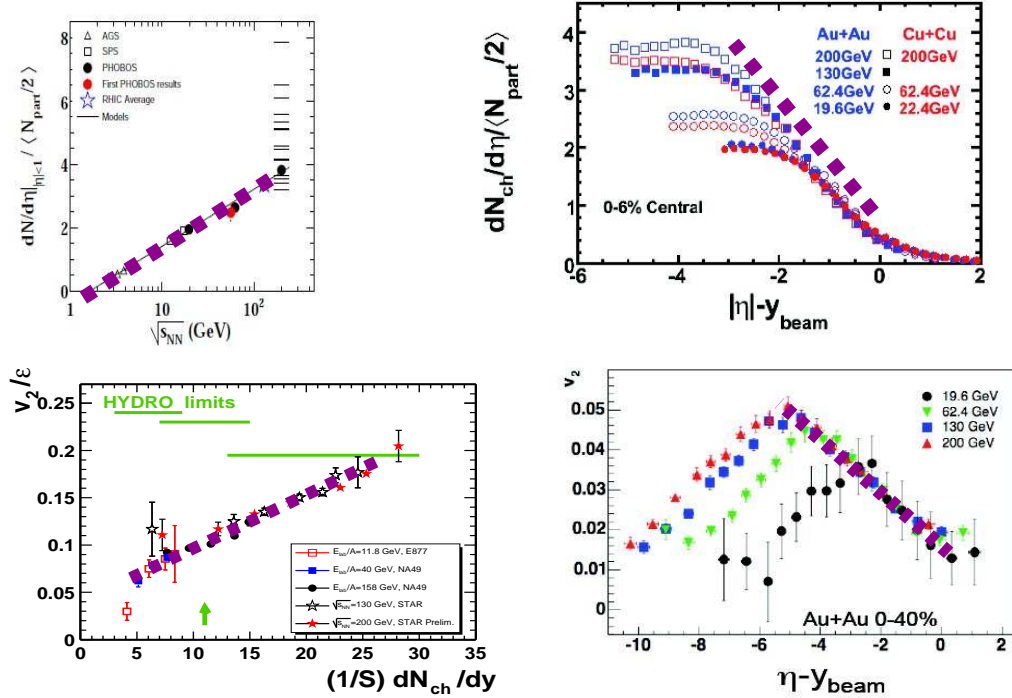 dN/dη||η|<1 / ⟨ N_part /2 ⟩
8
6
4
2
0
AGS
SPS
PHOBOS
First PHOBOS results
RHIC Average
Models
1
10
10²
√s_NN (GeV)
dN_ch/dη/⟨N_part/2⟩
4
3
2
1
0
Au+Au Cu+Cu
200GeV 200GeV
130GeV
62.4GeV 62.4GeV
19.6GeV 22.4GeV
0-6% Central
-6 -4 -2 0 2
|η|-y_beam
v₂/ε
0.25
0.2
0.15
0.1
0.05
0
HYDRO limits
E_lab/A=11.8 GeV, E877
E_lab/A=40 GeV, NA49
E_lab/A=158 GeV, NA49
√s_NN=130 GeV, STAR
√s_NN=200 GeV, STAR Prelim.
0 5 10 15 20 25 30 35
(1/S) dN_ch/dy
v₂
0.05
0.04
0.03
0.02
0.01
0
19.6 GeV
62.4 GeV
130 GeV
200 GeV
Au+Au 0-40%
-10 -8 -6 -4 -2 0
η-y_beam